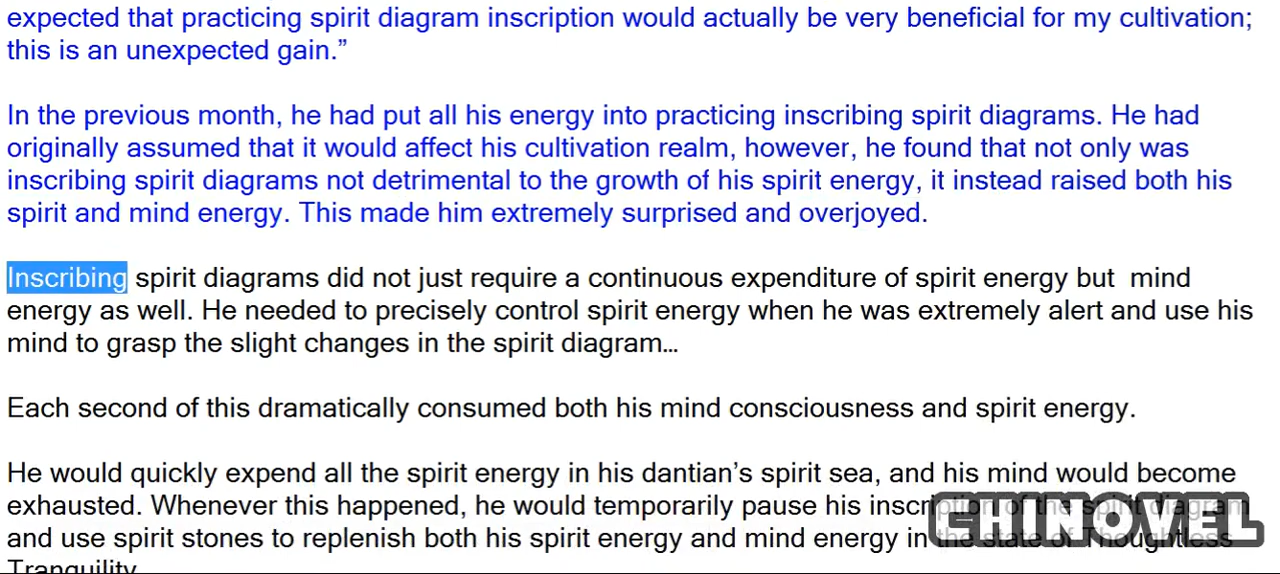 expected that practicing spirit diagram inscription would actually be very beneficial for my cultivation;
this is an unexpected gain.”
In the previous month, he had put all his energy into practicing inscribing spirit diagrams. He had
originally assumed that it would affect his cultivation realm, however, he found that not only was
inscribing spirit diagrams not detrimental to the growth of his spirit energy, it instead raised both his
spirit and mind energy. This made him extremely surprised and overjoyed.
Inscribing spirit diagrams did not just require a continuous expenditure of spirit energy but  mind
energy as well. He needed to precisely control spirit energy when he was extremely alert and use his
mind to grasp the slight changes in the spirit diagram…
Each second of this dramatically consumed both his mind consciousness and spirit energy.
He would quickly expend all the spirit energy in his dantian’s spirit sea, and his mind would become
exhausted. Whenever this happened, he would temporarily pause his inscription of the spirit diagram
and use spirit stones to replenish both his spirit energy and mind energy in the state of Thoughtless
Tranquility
CHINOVEL